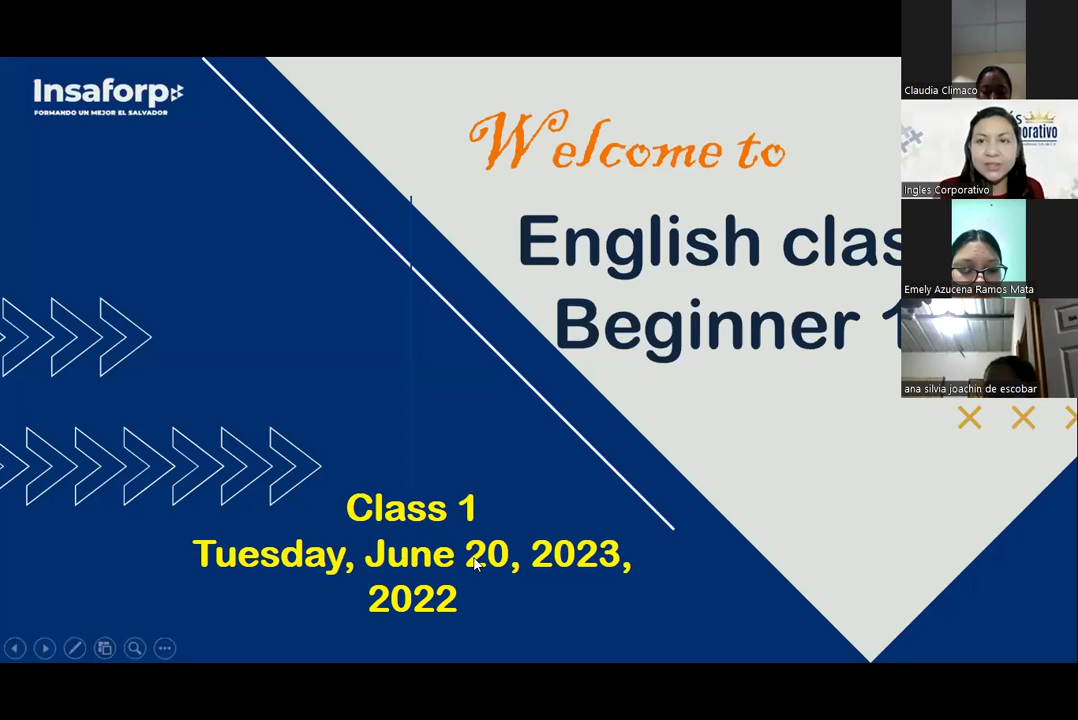 Insaforp
FORMANDO UN MEJOR EL SALVADOR
Welcome to
English clas
Beginner 1
Class 1
Tuesday, June 20, 2023,
2022
Claudia Climaco
Ingles Corporativo
Emely Azucena Ramos Mata
ana silvia joachin de escobar